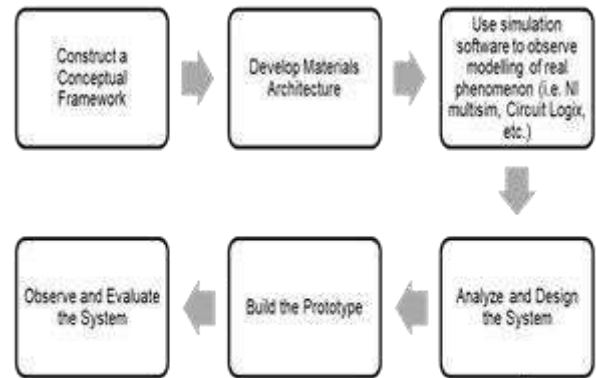 Construct a
Conceptual
Framework
Develop Materials
Architecture
Use simulation
software to observe
modelling of real
phenomenon (i.e. NI
multisim, Circuit Logix,
etc.)
Analyze and Design
the System
Build the Prototype
Observe and Evaluate
the System